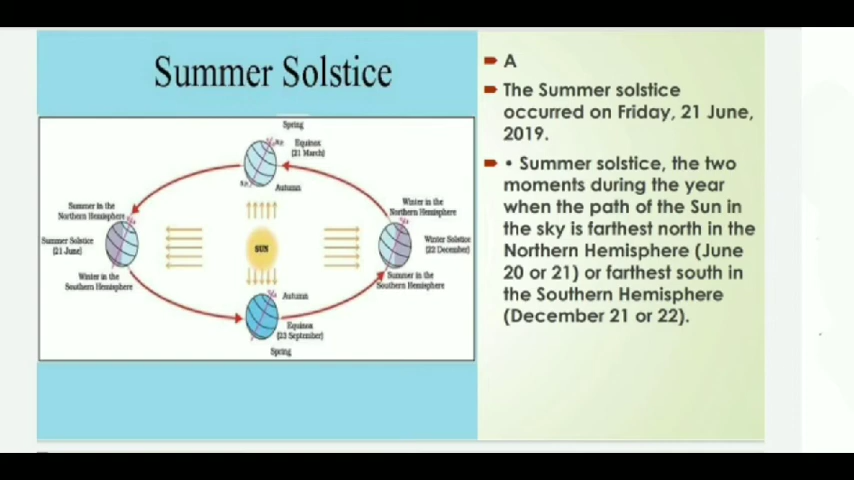 Summer Solstice
Spring
Equinox
(21 March)
Autumn
Summer in the
Northern Hemisphere
Summer Solstice
(21 June)
Winter in the
Southern Hemisphere
SUN
Winter in the
Northern Hemisphere
Winter Solstice
(22 December)
Summer in the
Southern Hemisphere
Autumn
Equinox
(23 September)
Spring
A
The Summer solstice
occurred on Friday, 21 June,
2019.
• Summer solstice, the two
moments during the year
when the path of the Sun in
the sky is farthest north in the
Northern Hemisphere (June
20 or 21) or farthest south in
the Southern Hemisphere
(December 21 or 22).